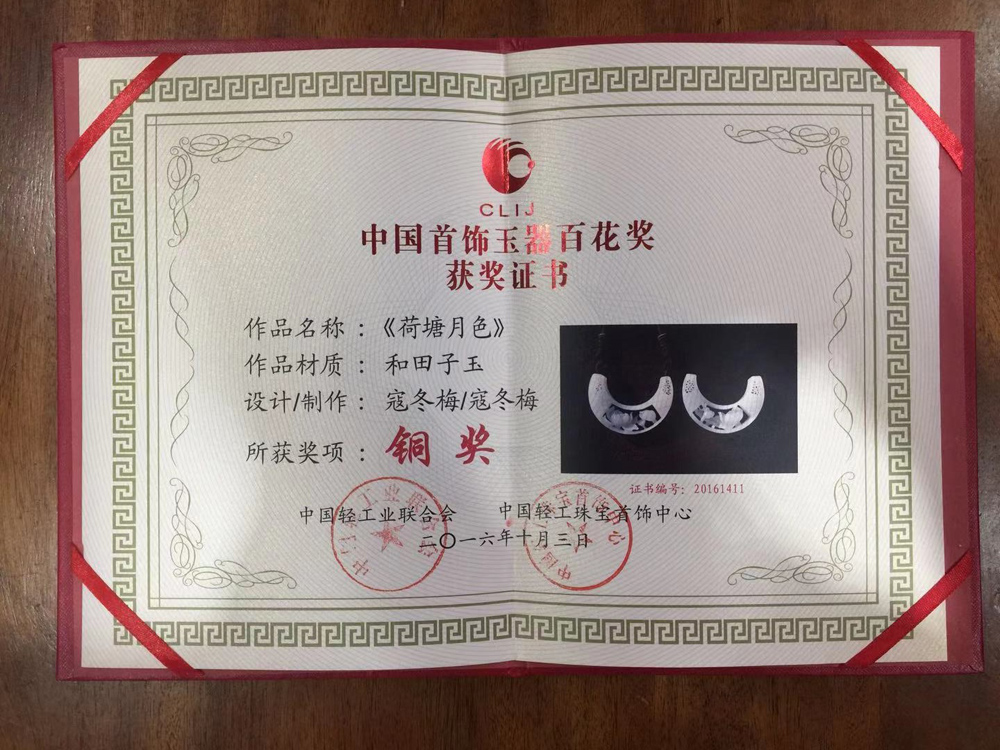 CLIJ
中国首饰玉器百花奖
获奖证书
作品名称：《荷塘月色》
作品材质：和田子玉
设计/制作：寇冬梅/寇冬梅
所获奖项：铜奖
证书编号：20161411
中国轻工业联合会 中国轻工珠宝首饰中心
二〇一六年十月三日